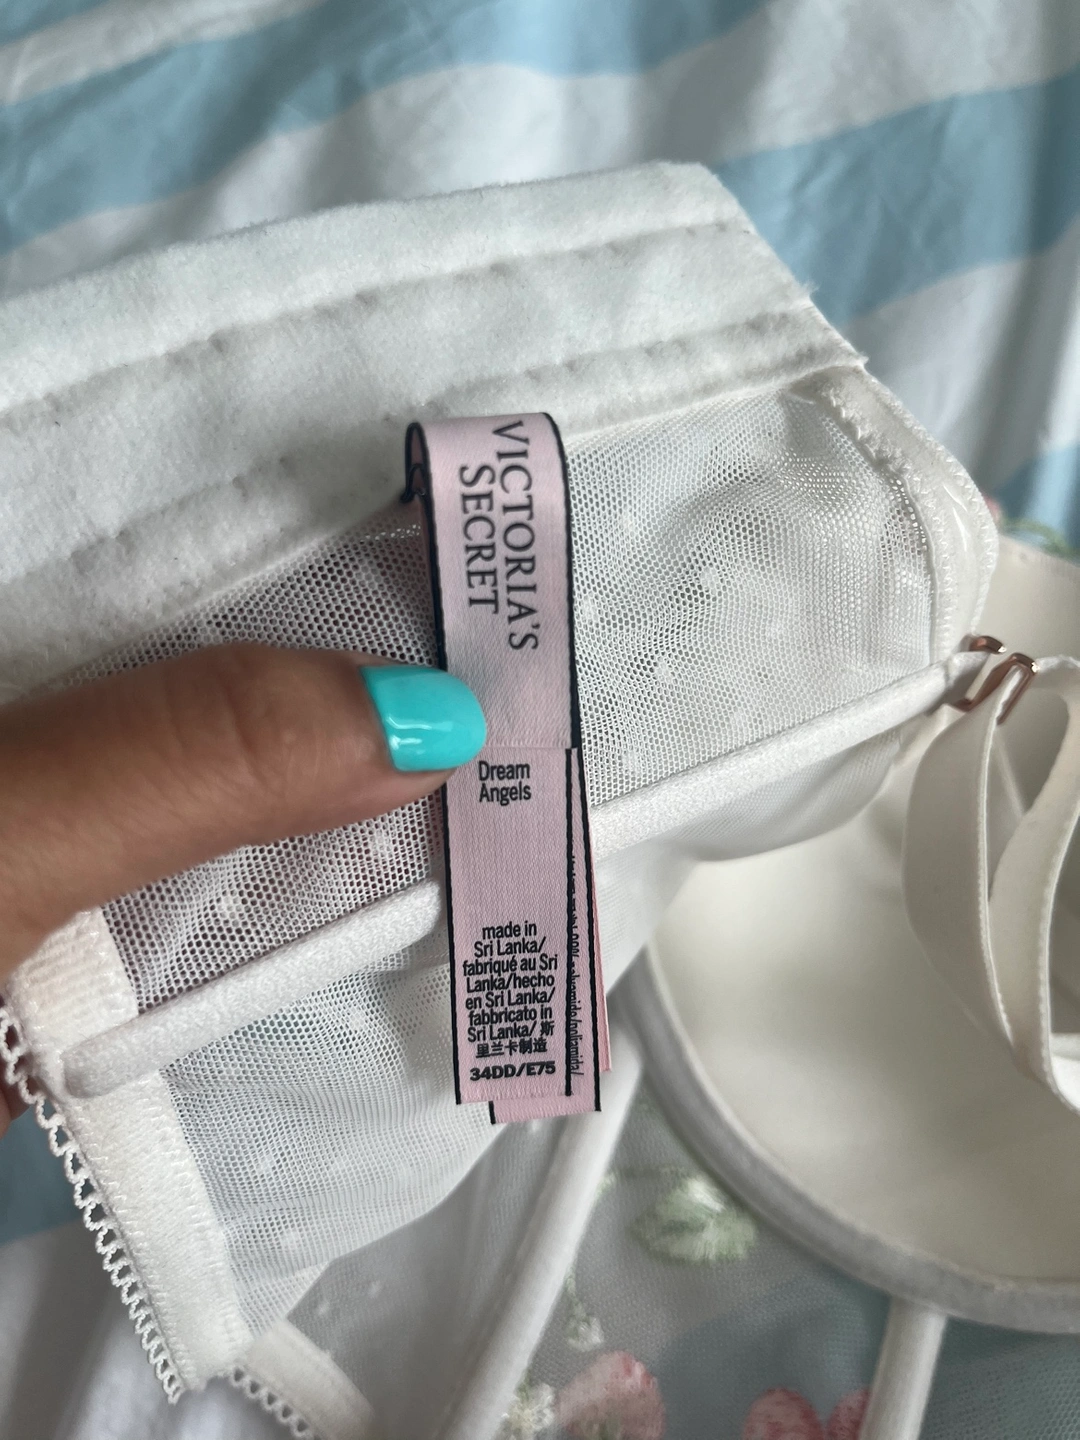 VICTORIA'S
SECRET
Dream
Angels
made in
Sri Lanka/
fabriqué au Sri
Lanka/hecho
en Sri Lanka/
fabbricato in
Sri Lanka/ 斯
里兰卡制造
34DD/E75